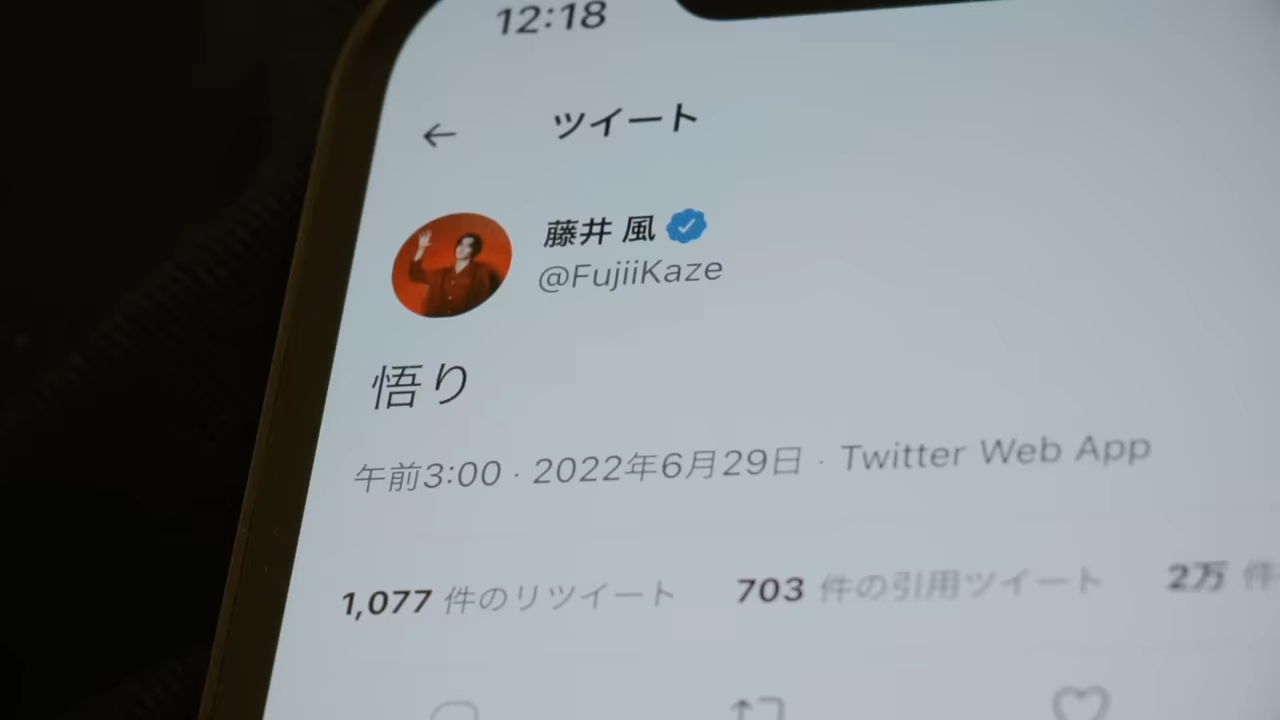 12:18
ツイート
藤井 風
@FujiiKaze
悟り
午前3:00 · 2022年6月29日 · Twitter Web App
1,077 件のリツイート 703 件の引用ツイート 2万 件